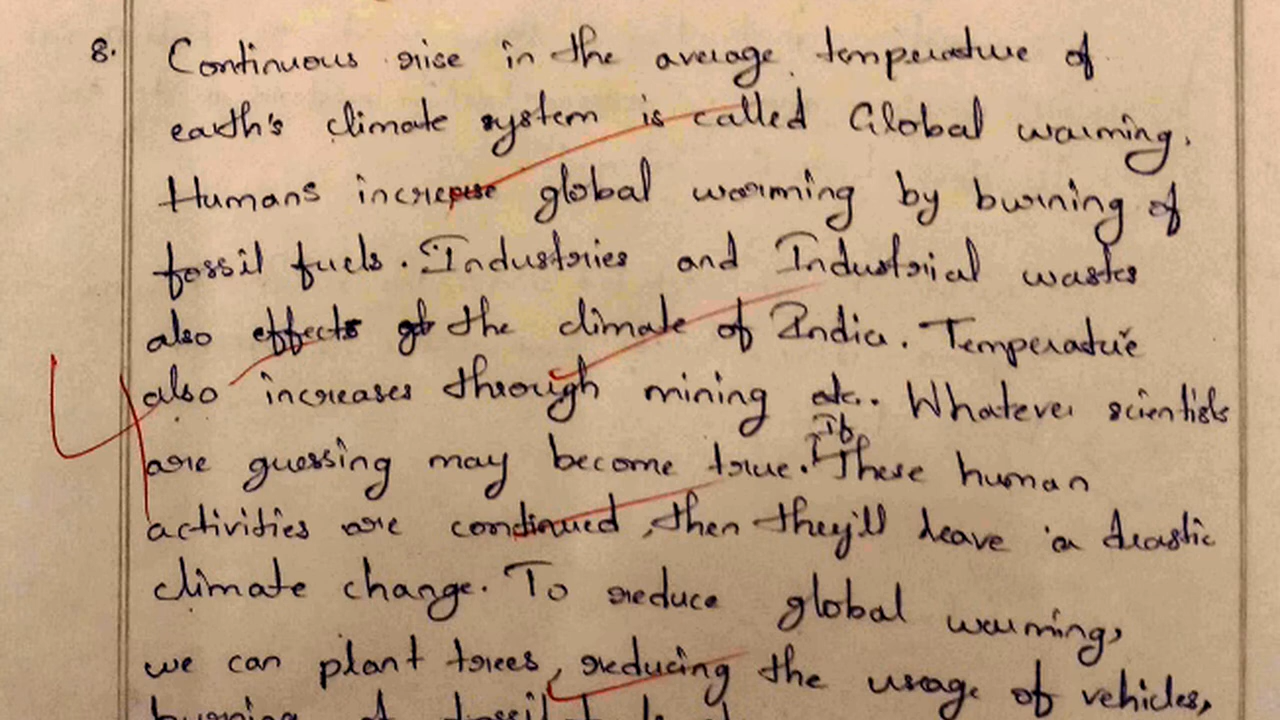 8. Continuous rise in the average temperature of
earth's climate system is called Global warming.
Humans increase global warming by burning of
fossil fuels. Industries and Industrial wastes
also effects the climate of India. Temperature
also increases through mining etc.. Whatever scientists
are guessing may become true. If These human
activities are continued, then they'll leave a drastic
climate change. To reduce global warming,
we can plant trees, reducing the usage of vehicles,
burning of fossil